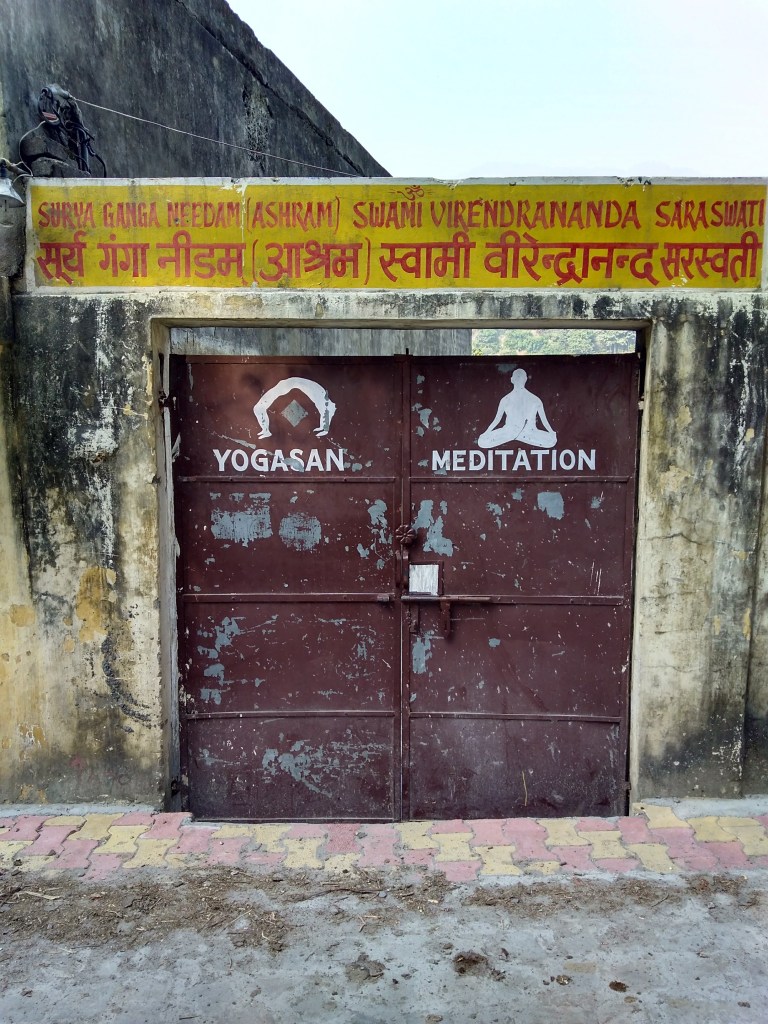 ॐ
SURYA GANGA NEEDAM (ASHRAM) SWAMI VIRENDRANANDA SARASWATI
सूर्य गंगा नीडम् (आश्रम) स्वामी वीरेन्द्रानन्द सरस्वती
YOGASAN MEDITATION